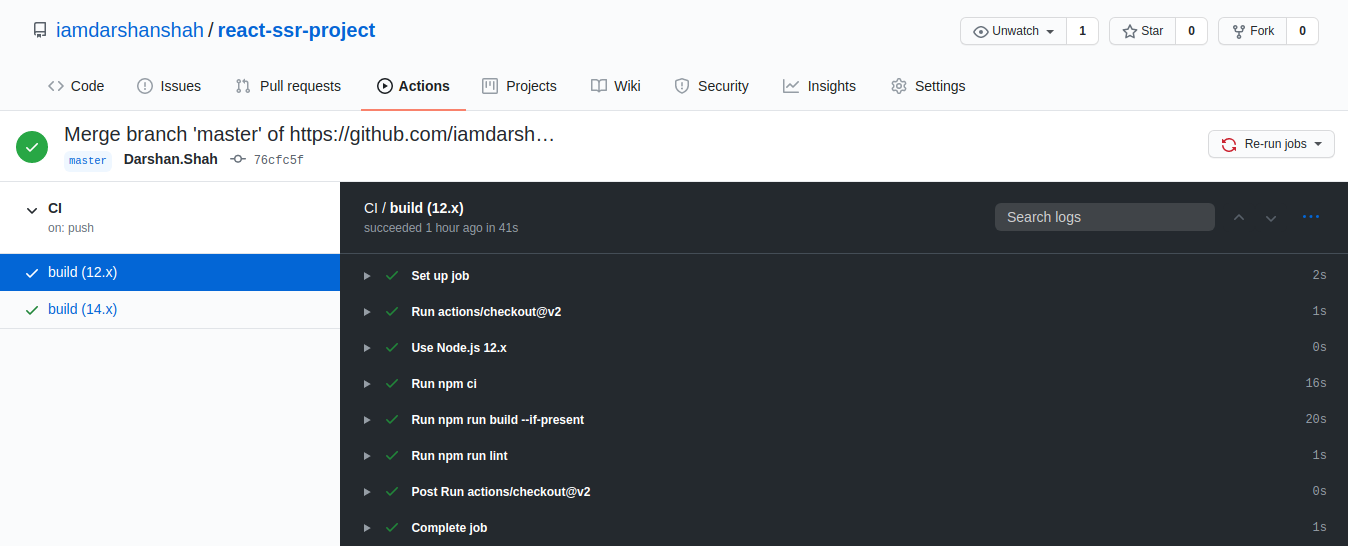 iamdarshanshah / react-ssr-project
Unwatch 1 Star 0 Fork 0
Code Issues Pull requests Actions Projects Wiki Security Insights Settings
Merge branch 'master' of https://github.com/iamdarsh…
master Darshan.Shah 76cfc5f
Re-run jobs
CI
on: push
build (12.x)
build (14.x)
CI / build (12.x)
succeeded 1 hour ago in 41s
Search logs
Set up job 2s
Run actions/checkout@v2 1s
Use Node.js 12.x 0s
Run npm ci 16s
Run npm run build --if-present 20s
Run npm run lint 1s
Post Run actions/checkout@v2 0s
Complete job 1s